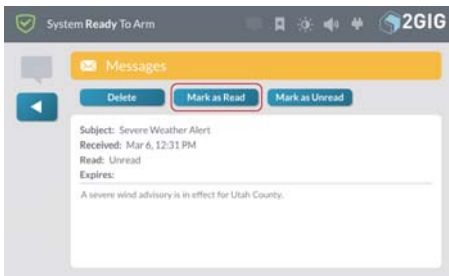 System Ready To Arm
2GIG
Messages
Delete Mark as Read Mark as Unread
Subject: Severe Weather Alert
Received: Mar 6, 12:31 PM
Read: Unread
Expires:
A severe wind advisory is in effect for Utah County.